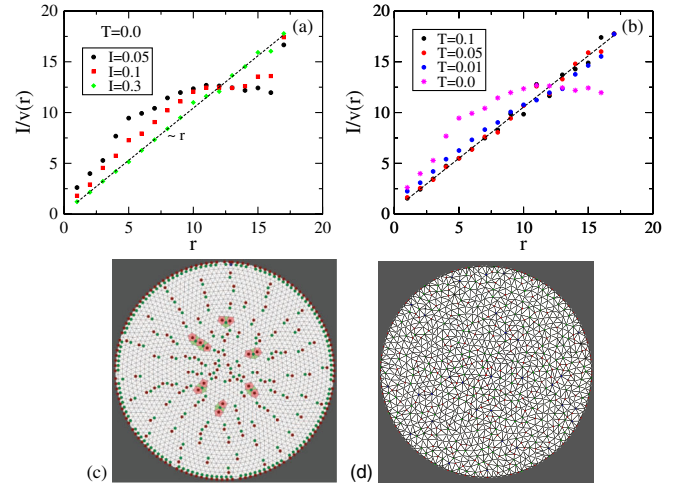 (a)
T=0.0
I=0.05
I=0.1
I=0.3
~ r
I/v(r)
20
15
10
5
0
0 5 10 15 20
r
(b)
T=0.1
T=0.05
T=0.01
T=0.0
I/v(r)
20
15
10
5
0
0 5 10 15 20
r
(c)
(d)